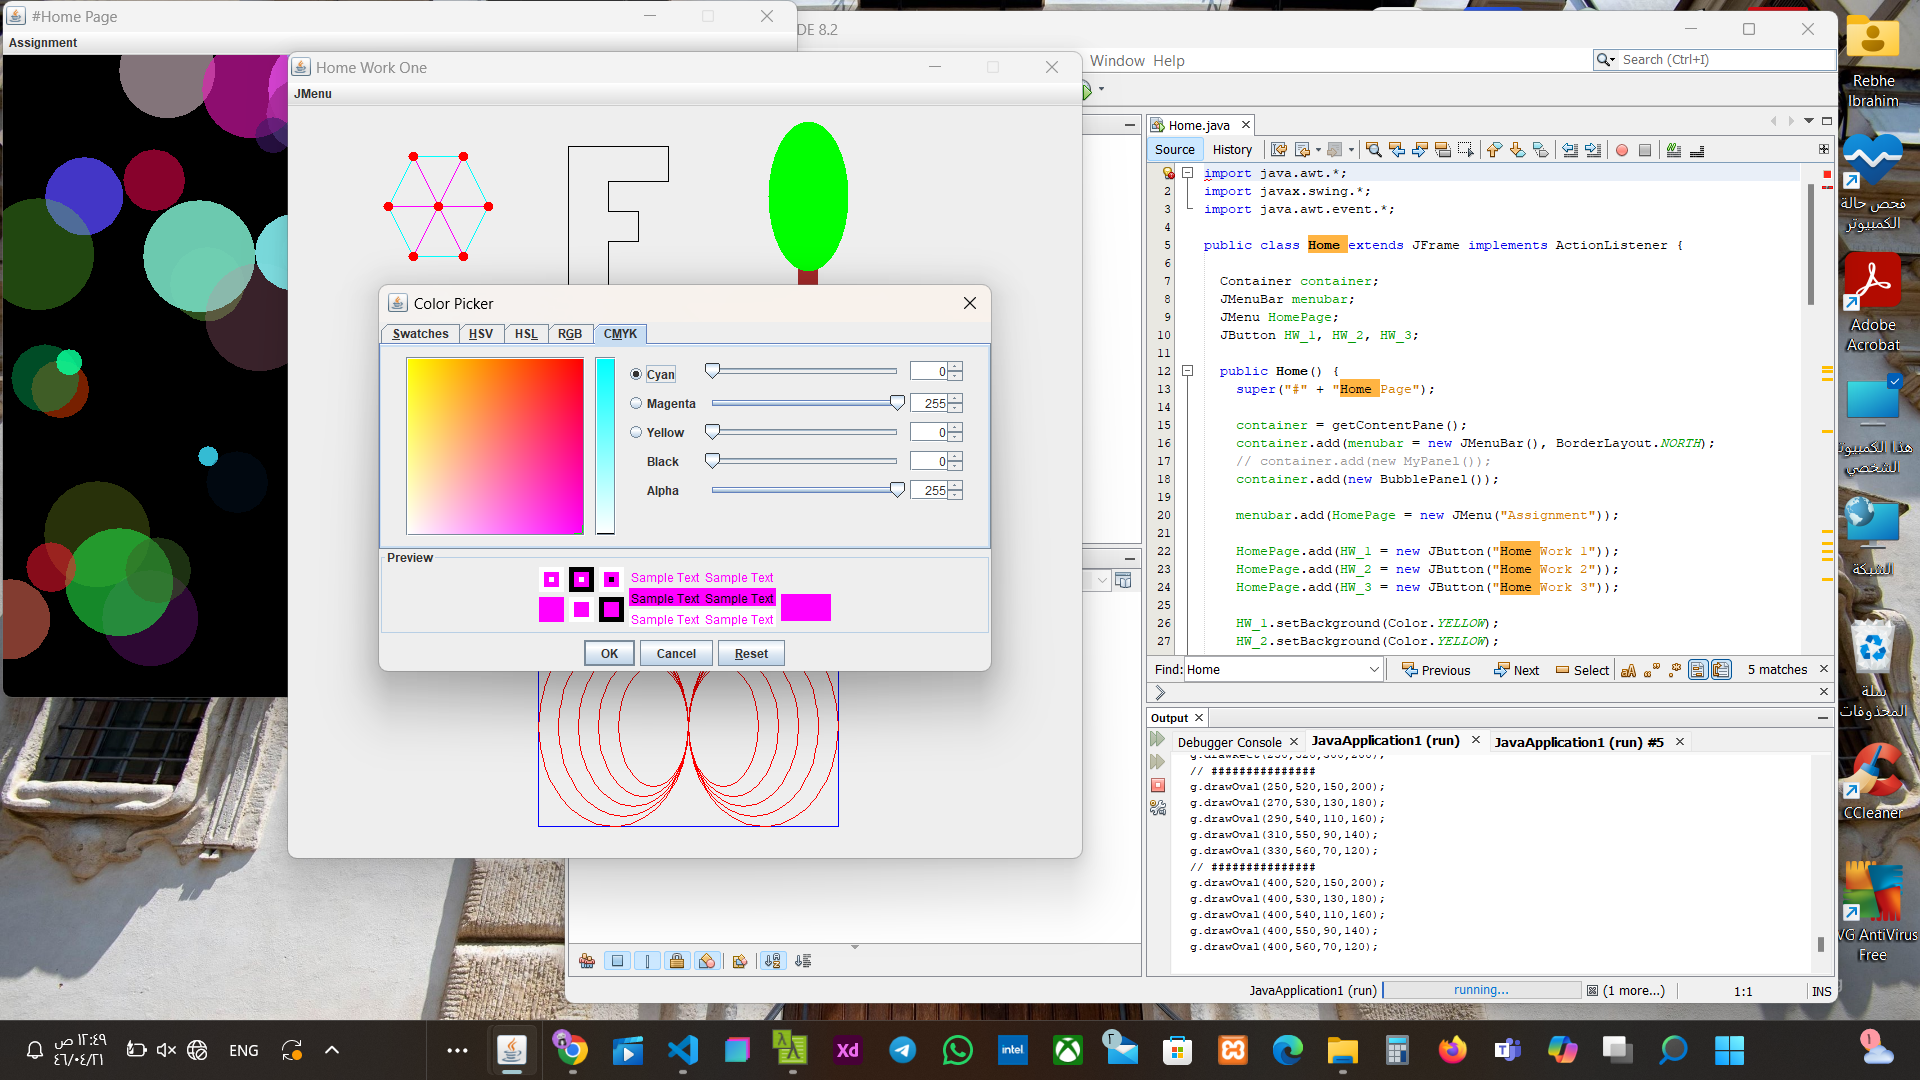 #Home Page
Assignment
Home Work One
JMenu
DE 8.2
Window Help
Search (Ctrl+I)
Home.java
Source History
import java.awt.*;
2 import javax.swing.*;
3 import java.awt.event.*;
4
5 public class Home extends JFrame implements ActionListener {
6
7 Container container;
8 JMenuBar menubar;
9 JMenu HomePage;
10 JButton HW_1, HW_2, HW_3;
11
12 public Home() {
13 super("#" + "Home Page");
14
15 container = getContentPane();
16 container.add(menubar = new JMenuBar(), BorderLayout.NORTH);
17 // container.add(new MyPanel());
18 container.add(new BubblePanel());
19
20 menubar.add(HomePage = new JMenu("Assignment"));
21
22 HomePage.add(HW_1 = new JButton("Home Work 1"));
23 HomePage.add(HW_2 = new JButton("Home Work 2"));
24 HomePage.add(HW_3 = new JButton("Home Work 3"));
25
26 HW_1.setBackground(Color.YELLOW);
27 HW_2.setBackground(Color.YELLOW);
Find: Home Previous Next Select aA 5 matches
Color Picker
Swatches HSV HSL RGB CMYK
Cyan 0
Magenta 255
Yellow 0
Black 0
Alpha 255
Preview
Sample Text Sample Text
Sample Text Sample Text
Sample Text Sample Text
OK Cancel Reset
Output
Debugger Console JavaApplication1 (run) JavaApplication1 (run) #5
g.drawRect(250,520,300,200);
// ###############
g.drawOval(250,520,150,200);
g.drawOval(270,530,130,180);
g.drawOval(290,540,110,160);
g.drawOval(310,550,90,140);
g.drawOval(330,560,70,120);
// ###############
g.drawOval(400,520,150,200);
g.drawOval(400,530,130,180);
g.drawOval(400,540,110,160);
g.drawOval(400,550,90,140);
g.drawOval(400,560,70,120);
JavaApplication1 (run) running... (1 more...) 1:1 INS
Rebhe
Ibrahim
فحص حالة
الكمبيوتر
Adobe
Acrobat
هذا الكمبيوتر
الشخصي
الشبكة
سلة
المحذوفات
CCleaner
VG AntiVirus
Free
١٢:٤٩ ص
٤٦/٠٤/٢١
ENG
Xd
intel
٢
١